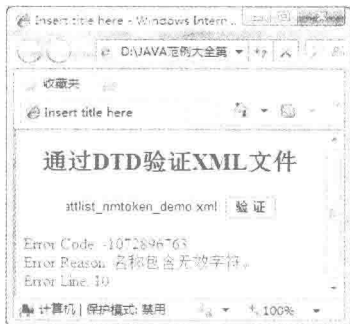 Insert title here - Windows Intern...
D:\JAVA范例大全第
收藏夹
Insert title here
通过DTD验证XML文件
attlist_nmtoken_demo.xml 验 证
Error Code: -1072896763
Error Reason: 名称包含无效字符。
Error Line: 10
计算机 | 保护模式: 禁用 100%